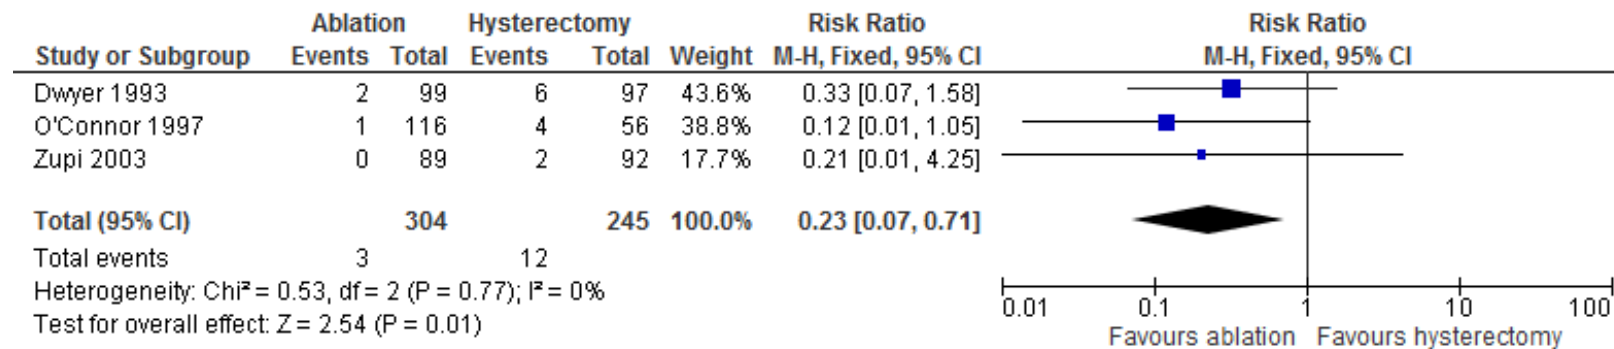 Ablation Hysterectomy Risk Ratio Risk Ratio
Study or Subgroup Events Total Events Total Weight M-H, Fixed, 95% CI M-H, Fixed, 95% CI
Dwyer 1993 2 99 6 97 43.6% 0.33 [0.07, 1.58]
O'Connor 1997 1 116 4 56 38.8% 0.12 [0.01, 1.05]
Zupi 2003 0 89 2 92 17.7% 0.21 [0.01, 4.25]
Total (95% CI) 304 245 100.0% 0.23 [0.07, 0.71]
Total events 3 12
Heterogeneity: Chi² = 0.53, df = 2 (P = 0.77); I² = 0%
Test for overall effect: Z = 2.54 (P = 0.01)
0.01 0.1 1 10 100
Favours ablation Favours hysterectomy